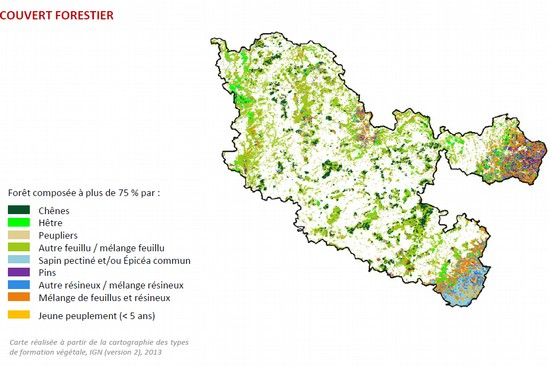 COUVERT FORESTIER
Forêt composée à plus de 75 % par :
Chênes
Hêtre
Peupliers
Autre feuillu / mélange feuillu
Sapin pectiné et/ou Épicéa commun
Pins
Autre résineux / mélange résineux
Mélange de feuillus et résineux
Jeune peuplement (< 5 ans)
Carte réalisée à partir de la cartographie des types
de formation végétale, IGN (version 2), 2013